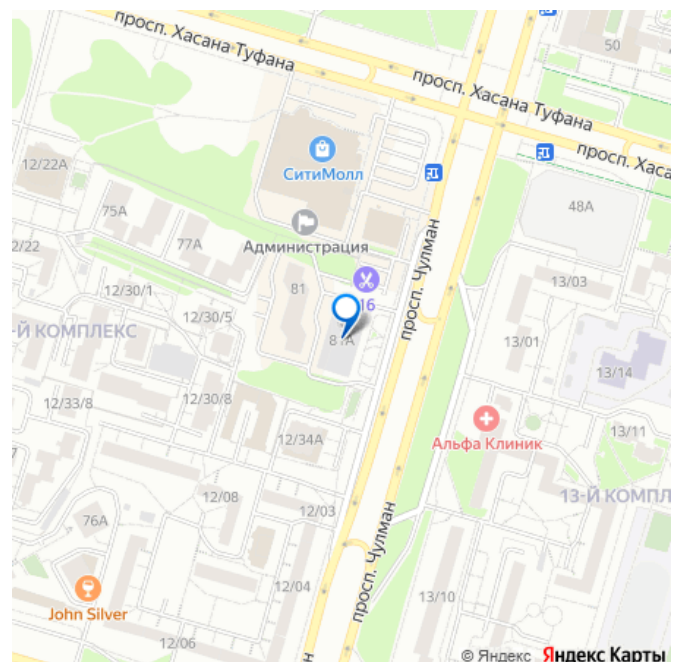 просп. Хасана Туфана
просп. Хасана Туфана
50
просп. Хаса
СитиМолл
12/22А
48А
75А
Администрация
77А
2/22
81
16
просп. Чулман
13/03
12/30/1
12/30/5
81А
13/01
-Й КОМПЛЕКС
13/14
12/33/8
12/30/8
Альфа Клиник
13/11
12/34А
7
12/08
12/03
13-Й КОМПЛ
76А
просп. Чулман
12/04
13/10
John Silver
12/06
н
© Яндекс Яндекс Карты